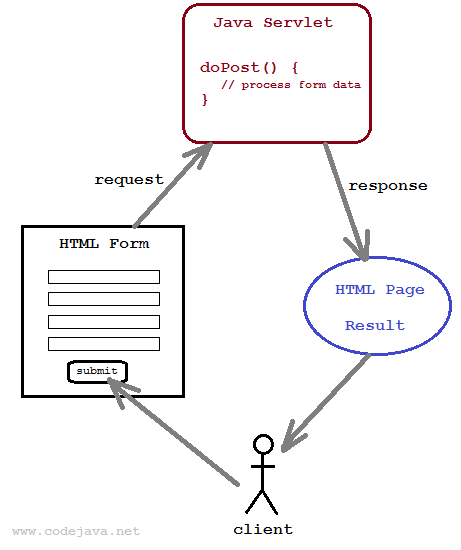 Java Servlet
doPost() {
// process form data
}
request
response
HTML Form
submit
HTML Page
Result
client
www.codejava.net